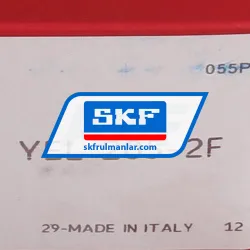 055P
SKF
skfrulmanlar.com
2F
29-MADE IN ITALY 12